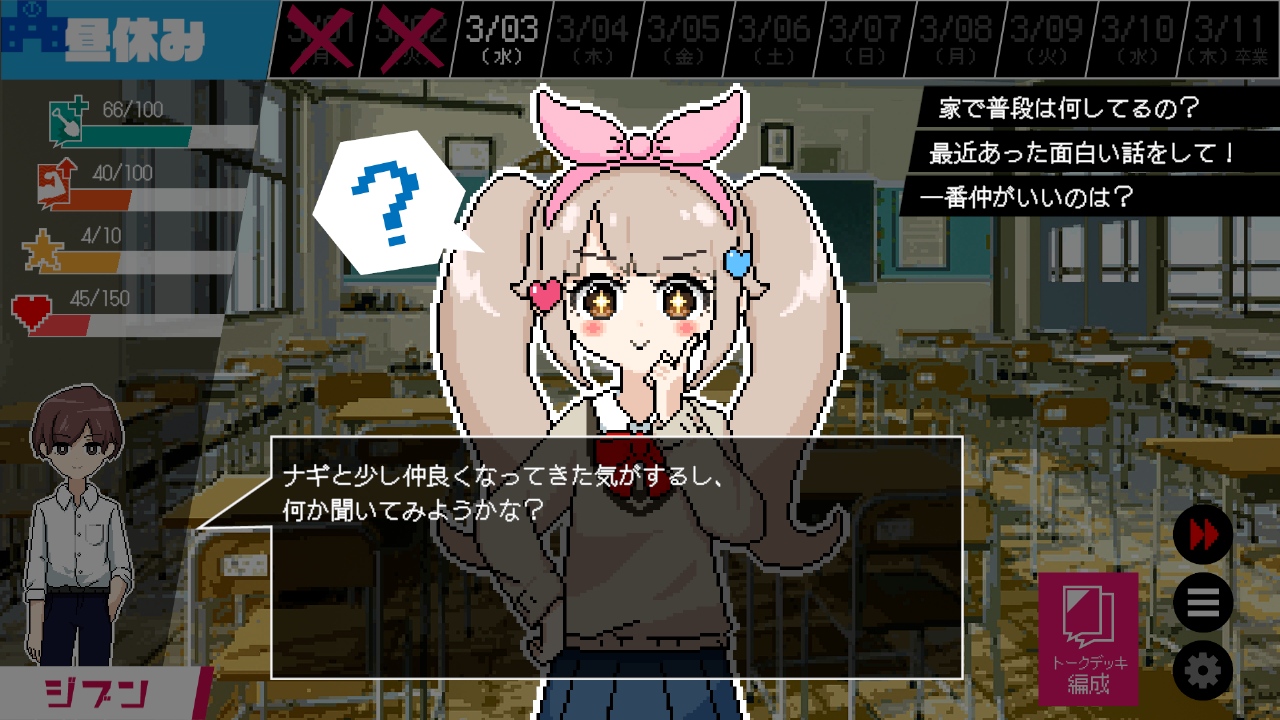 昼休み
3/03
(水)
3/04
(木)
3/05
(金)
3/06
(土)
3/07
(日)
3/08
(月)
3/09
(火)
3/10
(水)
3/11
(木) 卒業
66/100
40/100
4/10
45/150
家で普段は何してるの?
最近あった面白い話をして!
一番仲がいいのは?
?
ナギと少し仲良くなってきた気がするし、
何か聞いてみようかな?
トークデッキ
編成
ジブン